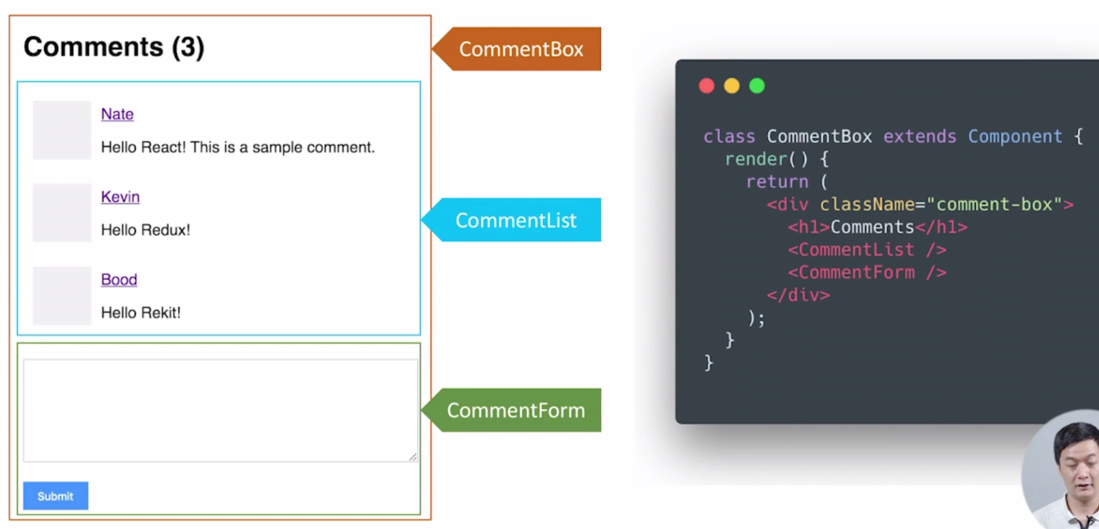 Comments (3)
CommentBox
Nate
Hello React! This is a sample comment.
Kevin
Hello Redux!
CommentList
Bood
Hello Rekit!
CommentForm
Submit
class CommentBox extends Component {
  render() {
    return (
      <div className="comment-box">
        <h1>Comments</h1>
        <CommentList />
        <CommentForm />
      </div>
    );
  }
}